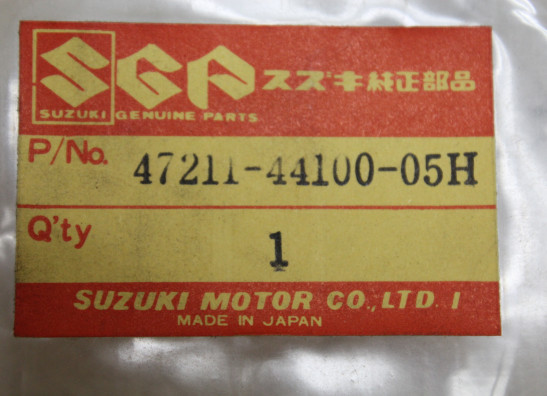 SGP スズキ純正部品
SUZUKI GENUINE PARTS
P/No. 47211-44100-05H
Q'ty 1
SUZUKI MOTOR CO., LTD. 1
MADE IN JAPAN